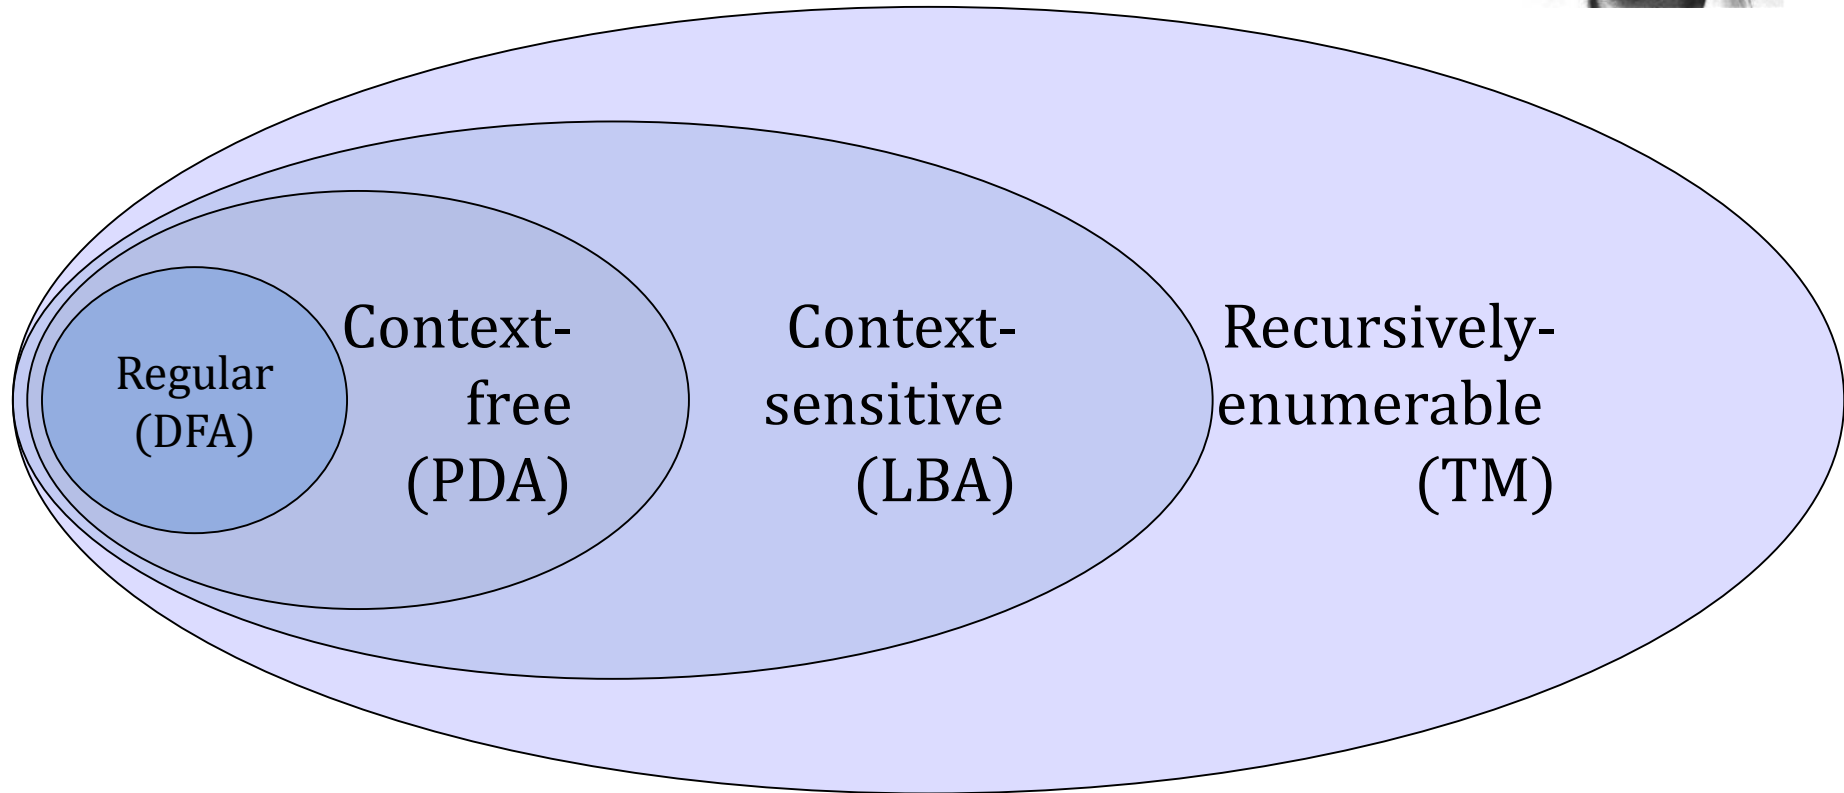 Regular
(DFA)
Context-
free
(PDA)
Context-
sensitive
(LBA)
Recursively-
enumerable
(TM)